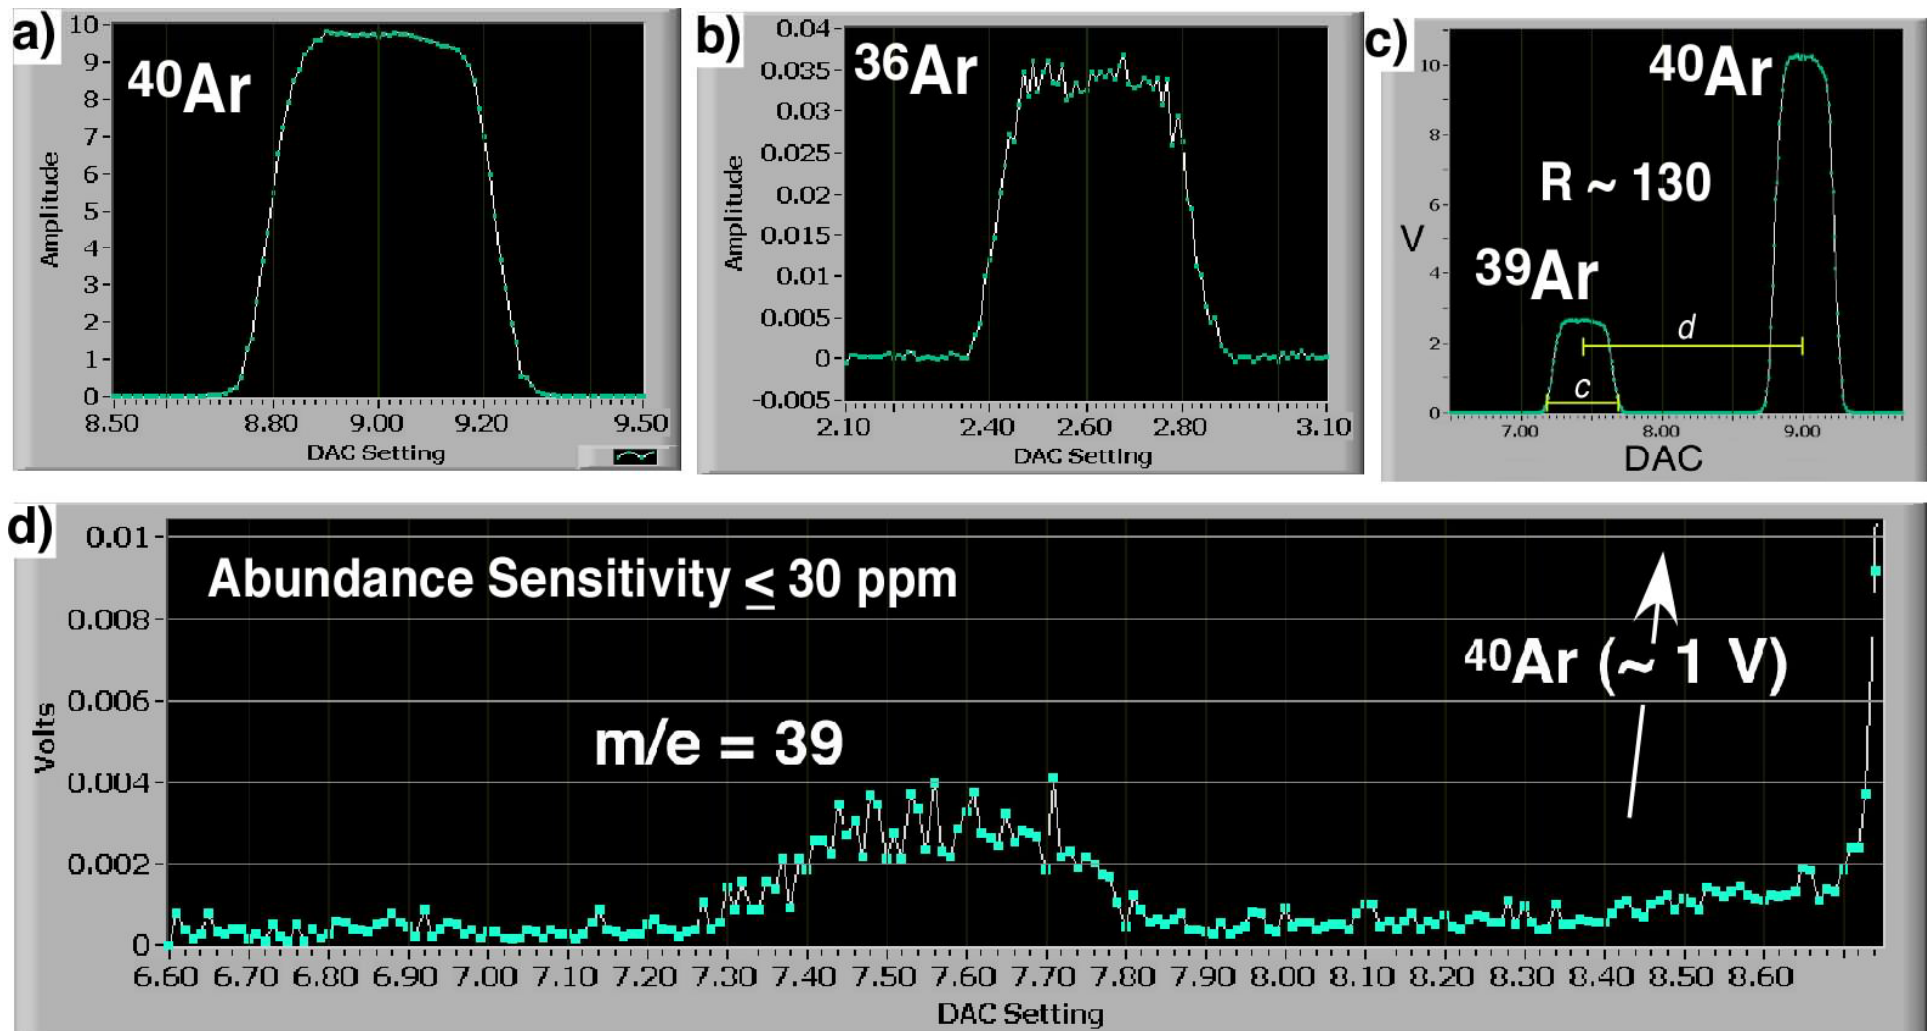 a)
40Ar
10
9
8
7
6
5
4
3
2
1
0
Amplitude
8.50 8.80 9.00 9.20 9.50
DAC Setting
b)
36Ar
0.04
0.035
0.03
0.025
0.02
0.015
0.01
0.005
0
-0.005
Amplitude
2.10 2.40 2.60 2.80 3.10
DAC Setting
c)
40Ar
R ~ 130
39Ar
10
8
6
4
2
0
V
d
c
7.00 8.00 9.00
DAC
d)
Abundance Sensitivity ≤ 30 ppm
40Ar (~ 1 V)
m/e = 39
0.01
0.008
0.006
0.004
0.002
0
Volts
6.60 6.70 6.80 6.90 7.00 7.10 7.20 7.30 7.40 7.50 7.60 7.70 7.80 7.90 8.00 8.10 8.20 8.30 8.40 8.50 8.60
DAC Setting